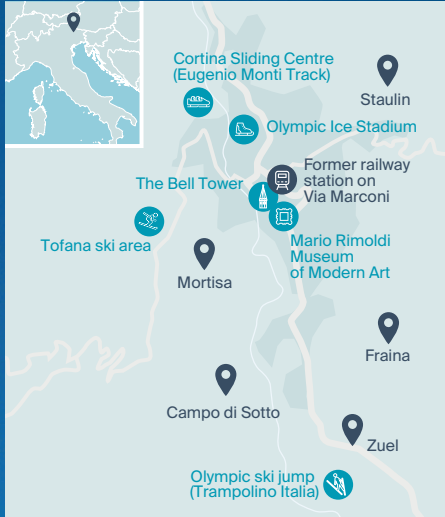 Cortina Sliding Centre
(Eugenio Monti Track)
Staulin
Olympic Ice Stadium
Former railway
station on
Via Marconi
The Bell Tower
Mario Rimoldi
Museum
of Modern Art
Tofana ski area
Mortisa
Fraina
Campo di Sotto
Zuel
Olympic ski jump
(Trampolino Italia)